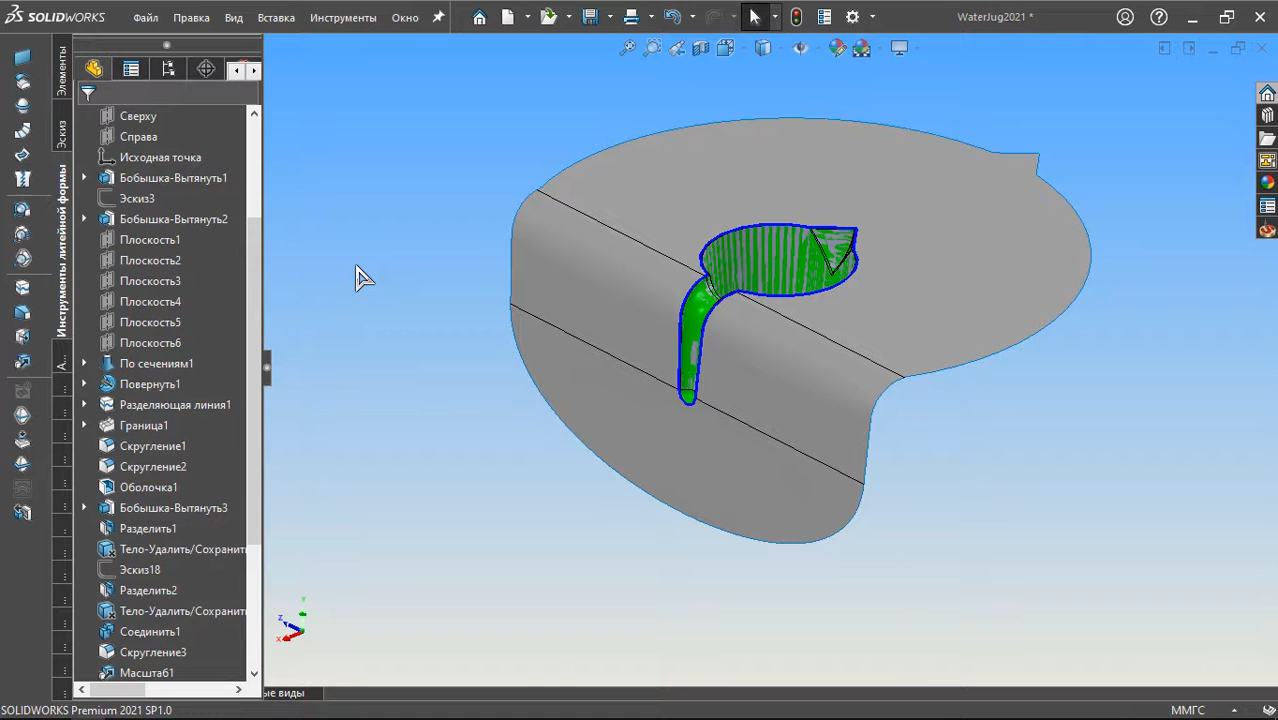 SOLIDWORKS
Файл
Правка
Вид
Вставка
Инструменты
Окно
WaterJug2021 *
Элементы
Эскиз
Инструменты литейной формы
А...
Сверху
Справа
Исходная точка
Бобышка-Вытянуть1
Эскиз3
Бобышка-Вытянуть2
Плоскость1
Плоскость2
Плоскость3
Плоскость4
Плоскость5
Плоскость6
По сечениям1
Повернуть1
Разделяющая линия1
Граница1
Скругление1
Скругление2
Оболочка1
Бобышка-Вытянуть3
Разделить1
Тело-Удалить/Сохранить
Эскиз18
Разделить2
Тело-Удалить/Сохранить
Соединить1
Скругление3
Масштаб1
Y
Z
X
ые виды
SOLIDWORKS Premium 2021 SP1.0
ММГС